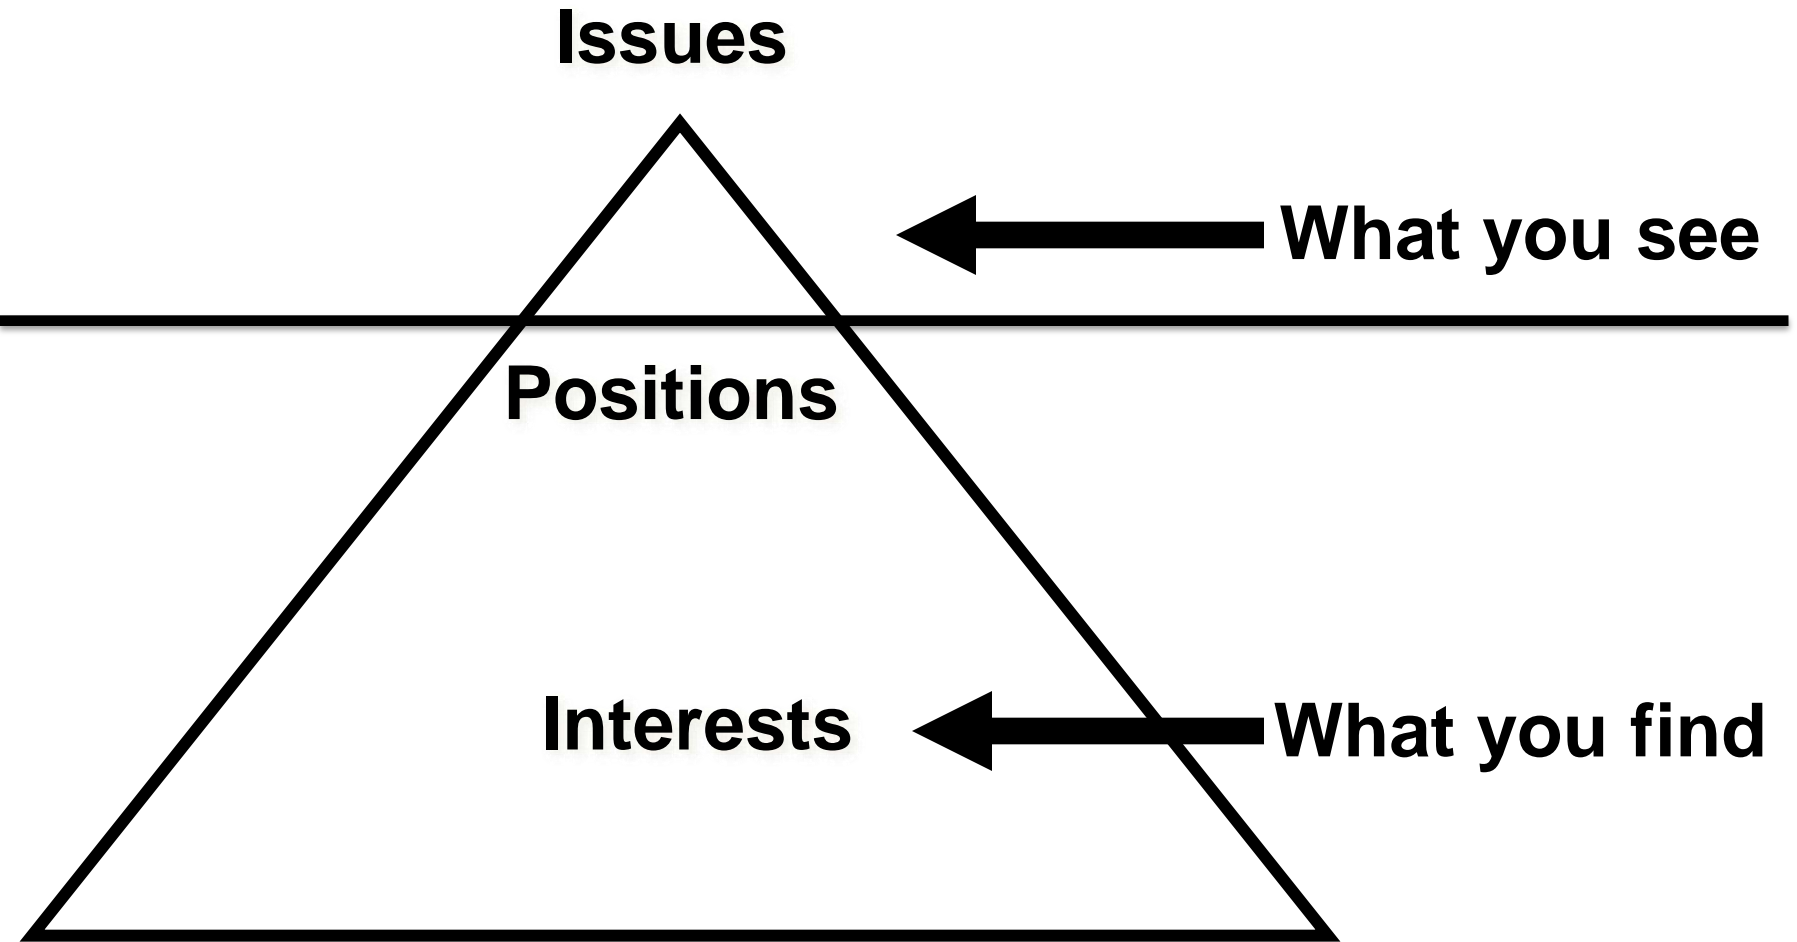 Issues
What you see
Positions
Interests
What you find